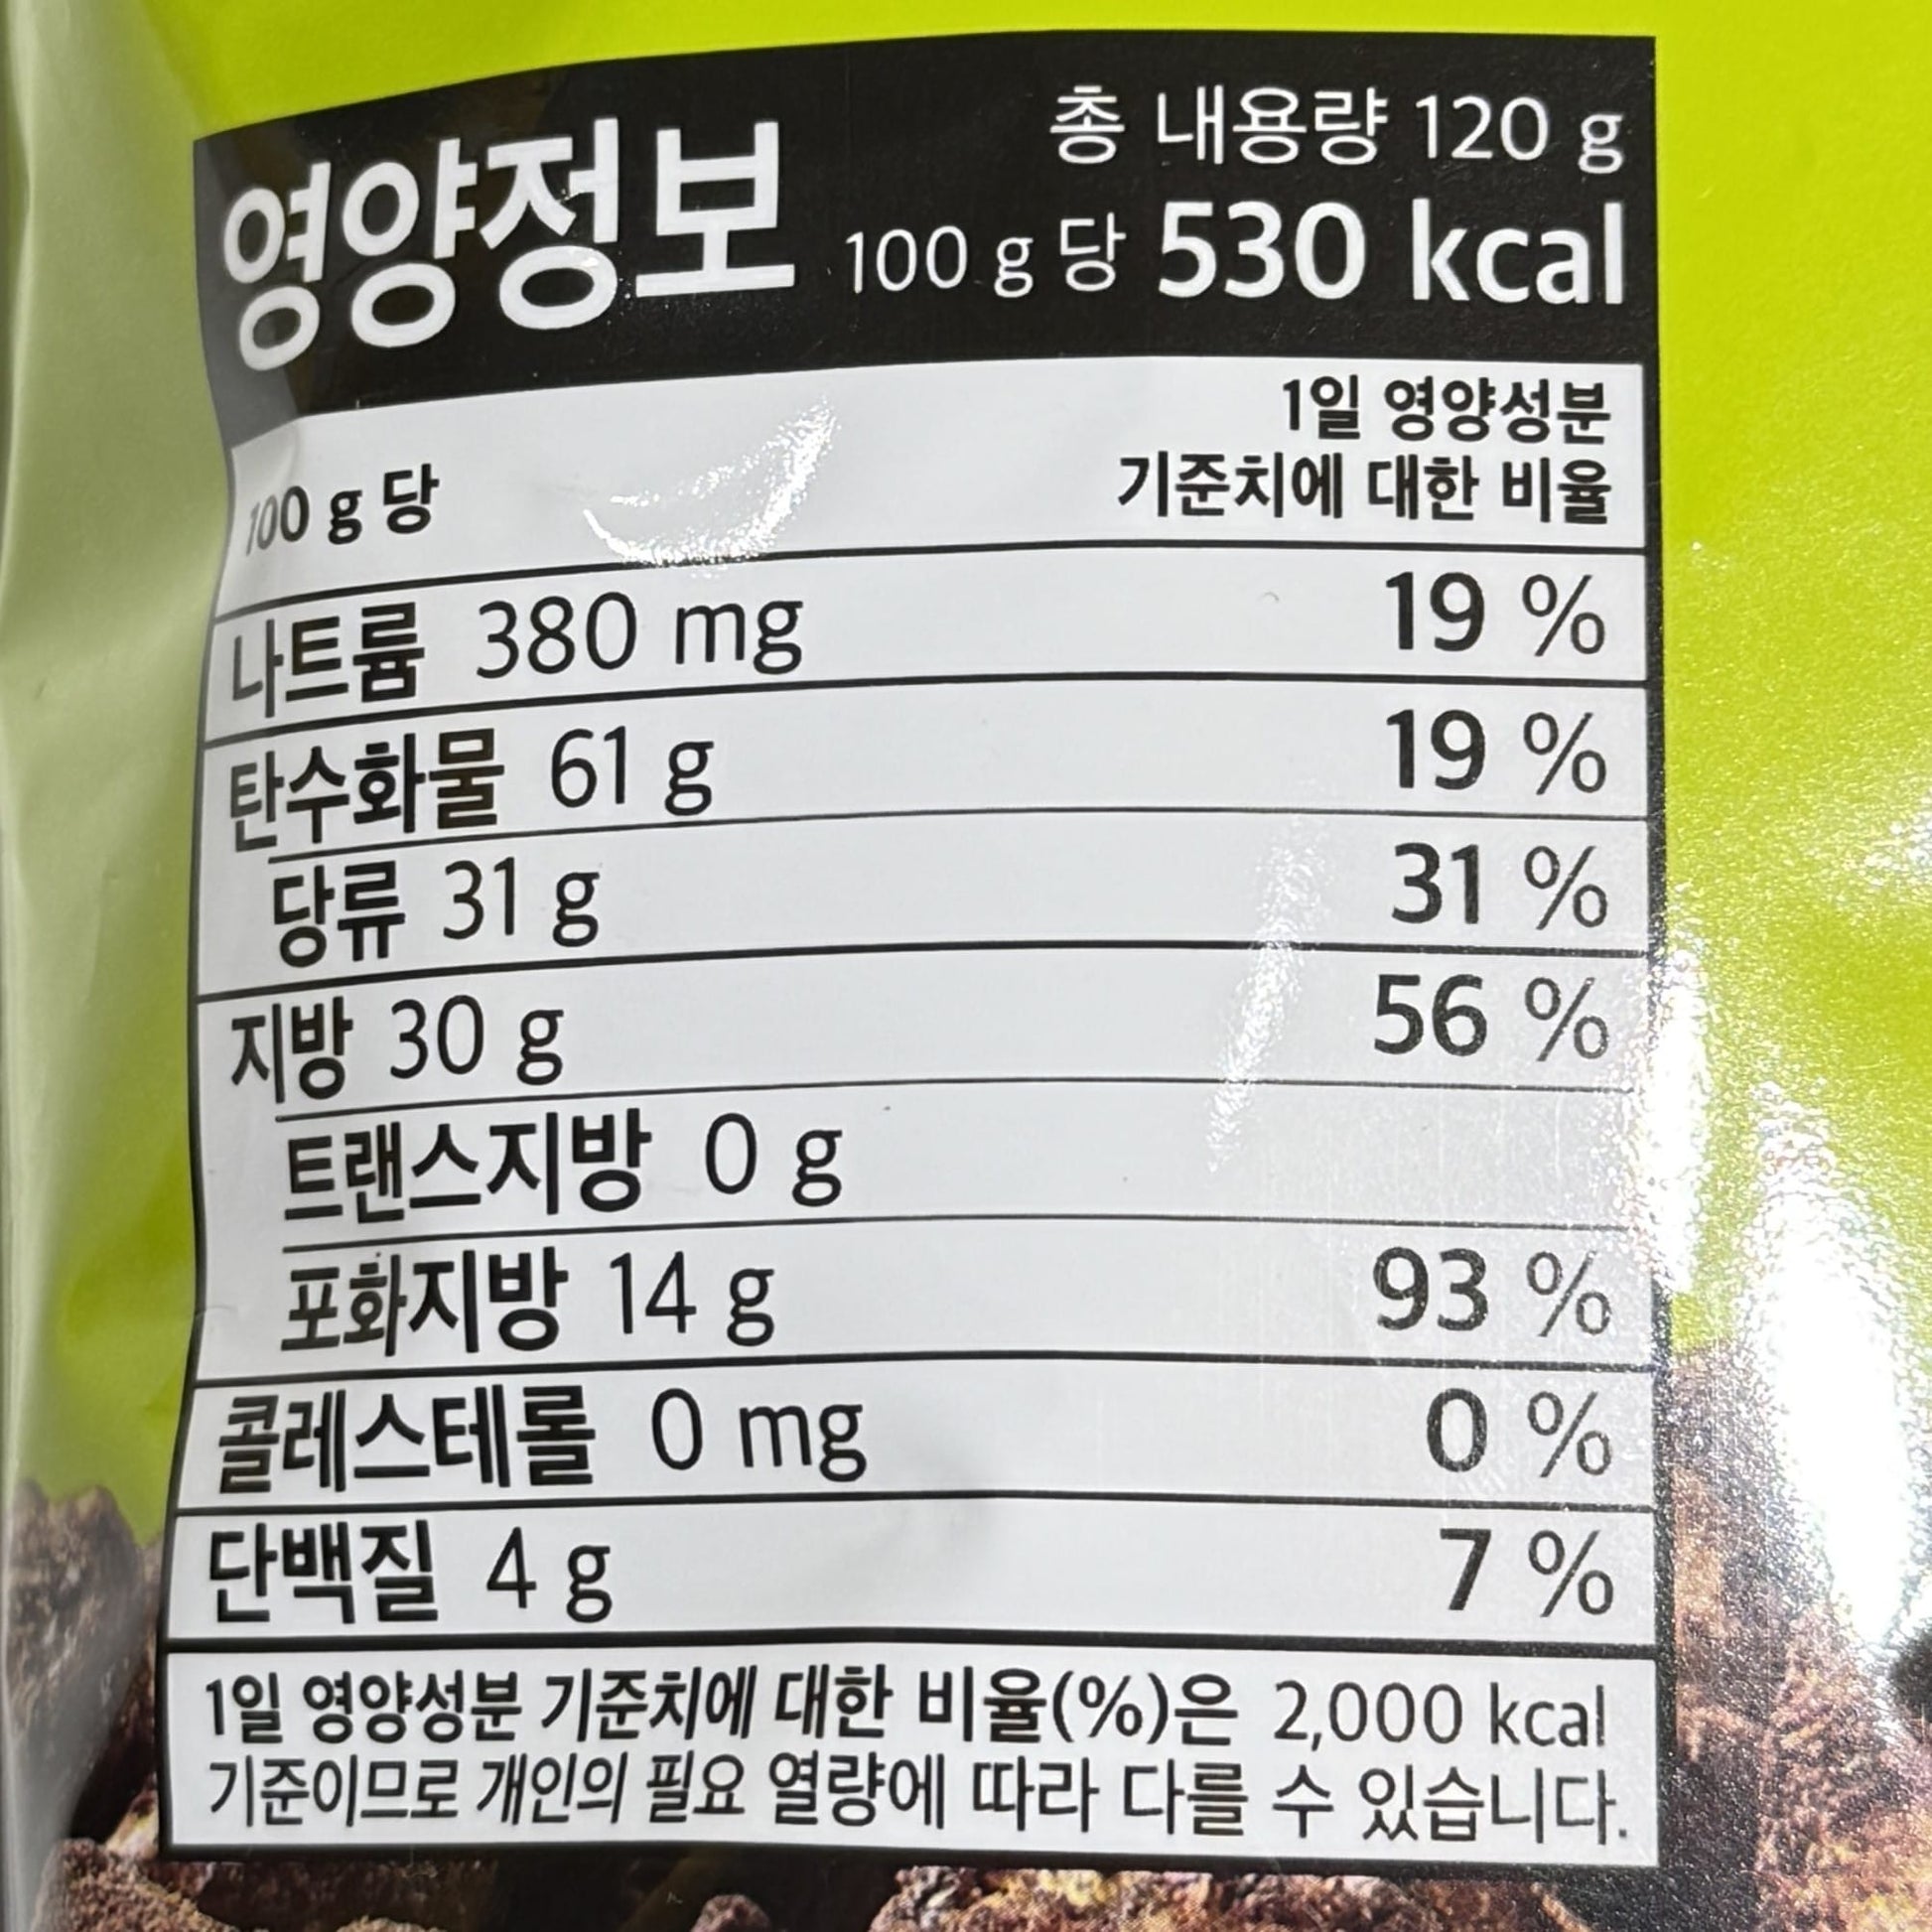 영양정보
총 내용량 120 g
100 g 당 530 kcal
100 g 당
1일 영양성분
기준치에 대한 비율
나트륨 380 mg 19 %
탄수화물 61 g 19 %
당류 31 g 31 %
지방 30 g 56 %
트랜스지방 0 g
포화지방 14 g 93 %
콜레스테롤 0 mg 0 %
단백질 4 g 7 %
1일 영양성분 기준치에 대한 비율(%)은 2,000 kcal
기준이므로 개인의 필요 열량에 따라 다를 수 있습니다.